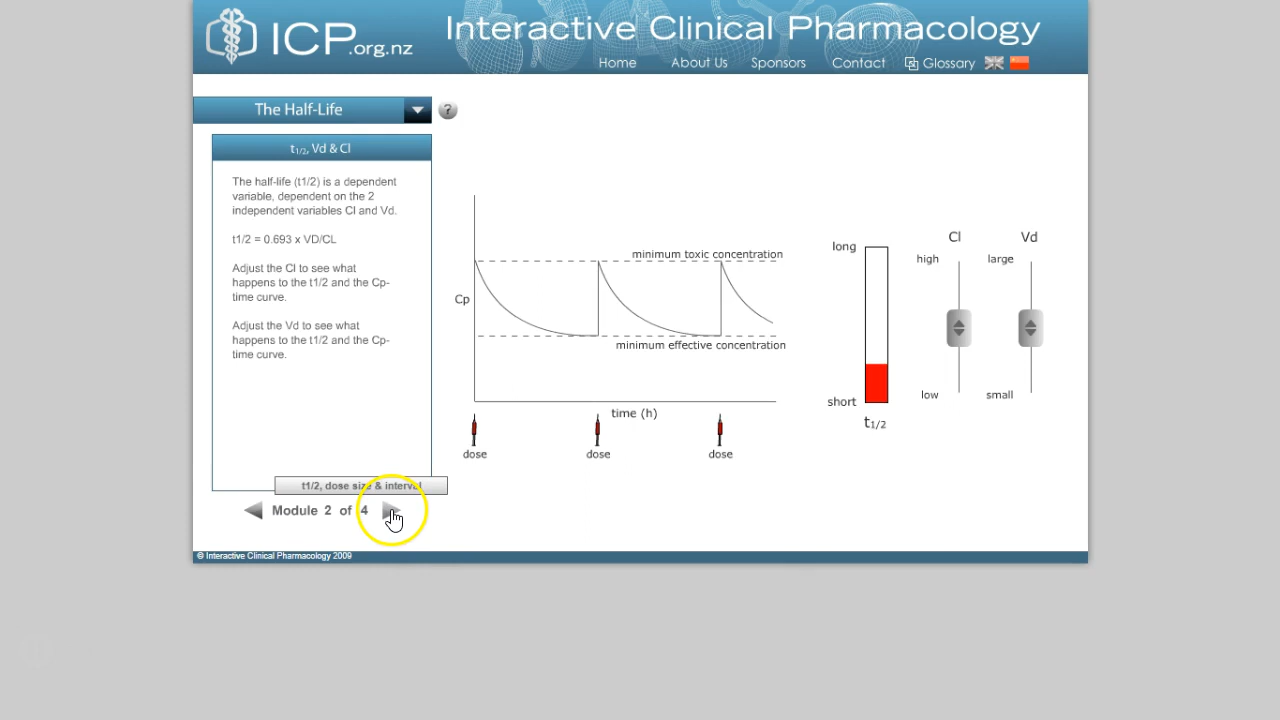 ICP.org.nz
Interactive Clinical Pharmacology
Home About Us Sponsors Contact Glossary
The Half-Life
?
t1/2, Vd & Cl
The half-life (t1/2) is a dependent
variable, dependent on the 2
independent variables Cl and Vd.
t1/2 = 0.693 x VD/CL
Adjust the Cl to see what
happens to the t1/2 and the Cp-
time curve.
Adjust the Vd to see what
happens to the t1/2 and the Cp-
time curve.
t1/2, dose size & interval
Module 2 of 4
minimum toxic concentration
Cp
minimum effective concentration
time (h)
dose dose dose
long
short
t1/2
Cl Vd
high large
low small
© Interactive Clinical Pharmacology 2009